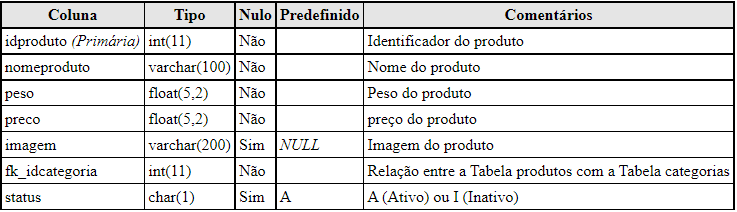 Coluna Tipo Nulo Predefinido Comentários
idproduto (Primária) int(11) Não Identificador do produto
nomeproduto varchar(100) Não Nome do produto
peso float(5,2) Não Peso do produto
preco float(5,2) Não preço do produto
imagem varchar(200) Sim NULL Imagem do produto
fk_idcategoria int(11) Não Relação entre a Tabela produtos com a Tabela categorias
status char(1) Sim A A (Ativo) ou I (Inativo)